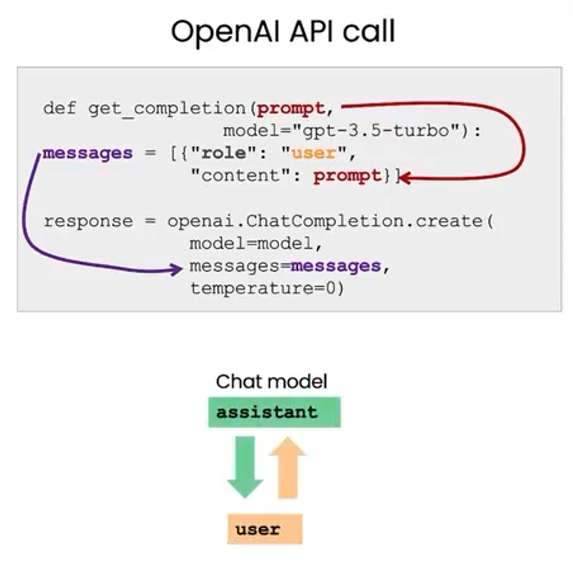 OpenAI API call
def get_completion(prompt,
model="gpt-3.5-turbo"):
messages = [{"role": "user",
"content": prompt}]
response = openai.ChatCompletion.create(
model=model,
messages=messages,
temperature=0)
Chat model
assistant
user